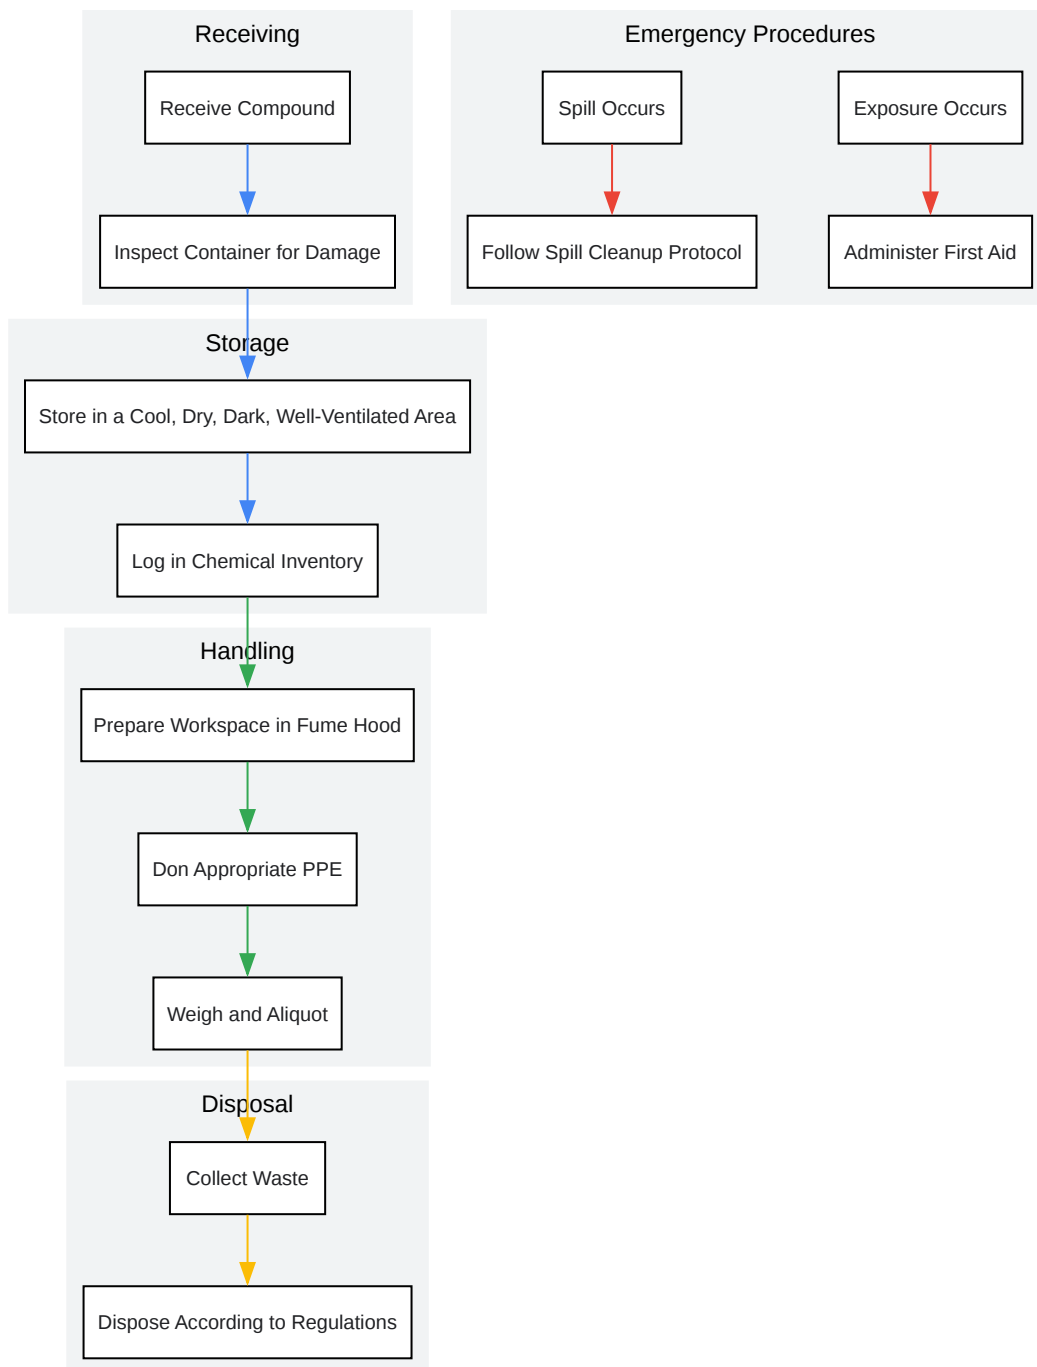 Receiving
Receive Compound
Inspect Container for Damage
Emergency Procedures
Spill Occurs
Exposure Occurs
Follow Spill Cleanup Protocol
Administer First Aid
Storage
Store in a Cool, Dry, Dark, Well-Ventilated Area
Log in Chemical Inventory
Handling
Prepare Workspace in Fume Hood
Don Appropriate PPE
Weigh and Aliquot
Disposal
Collect Waste
Dispose According to Regulations